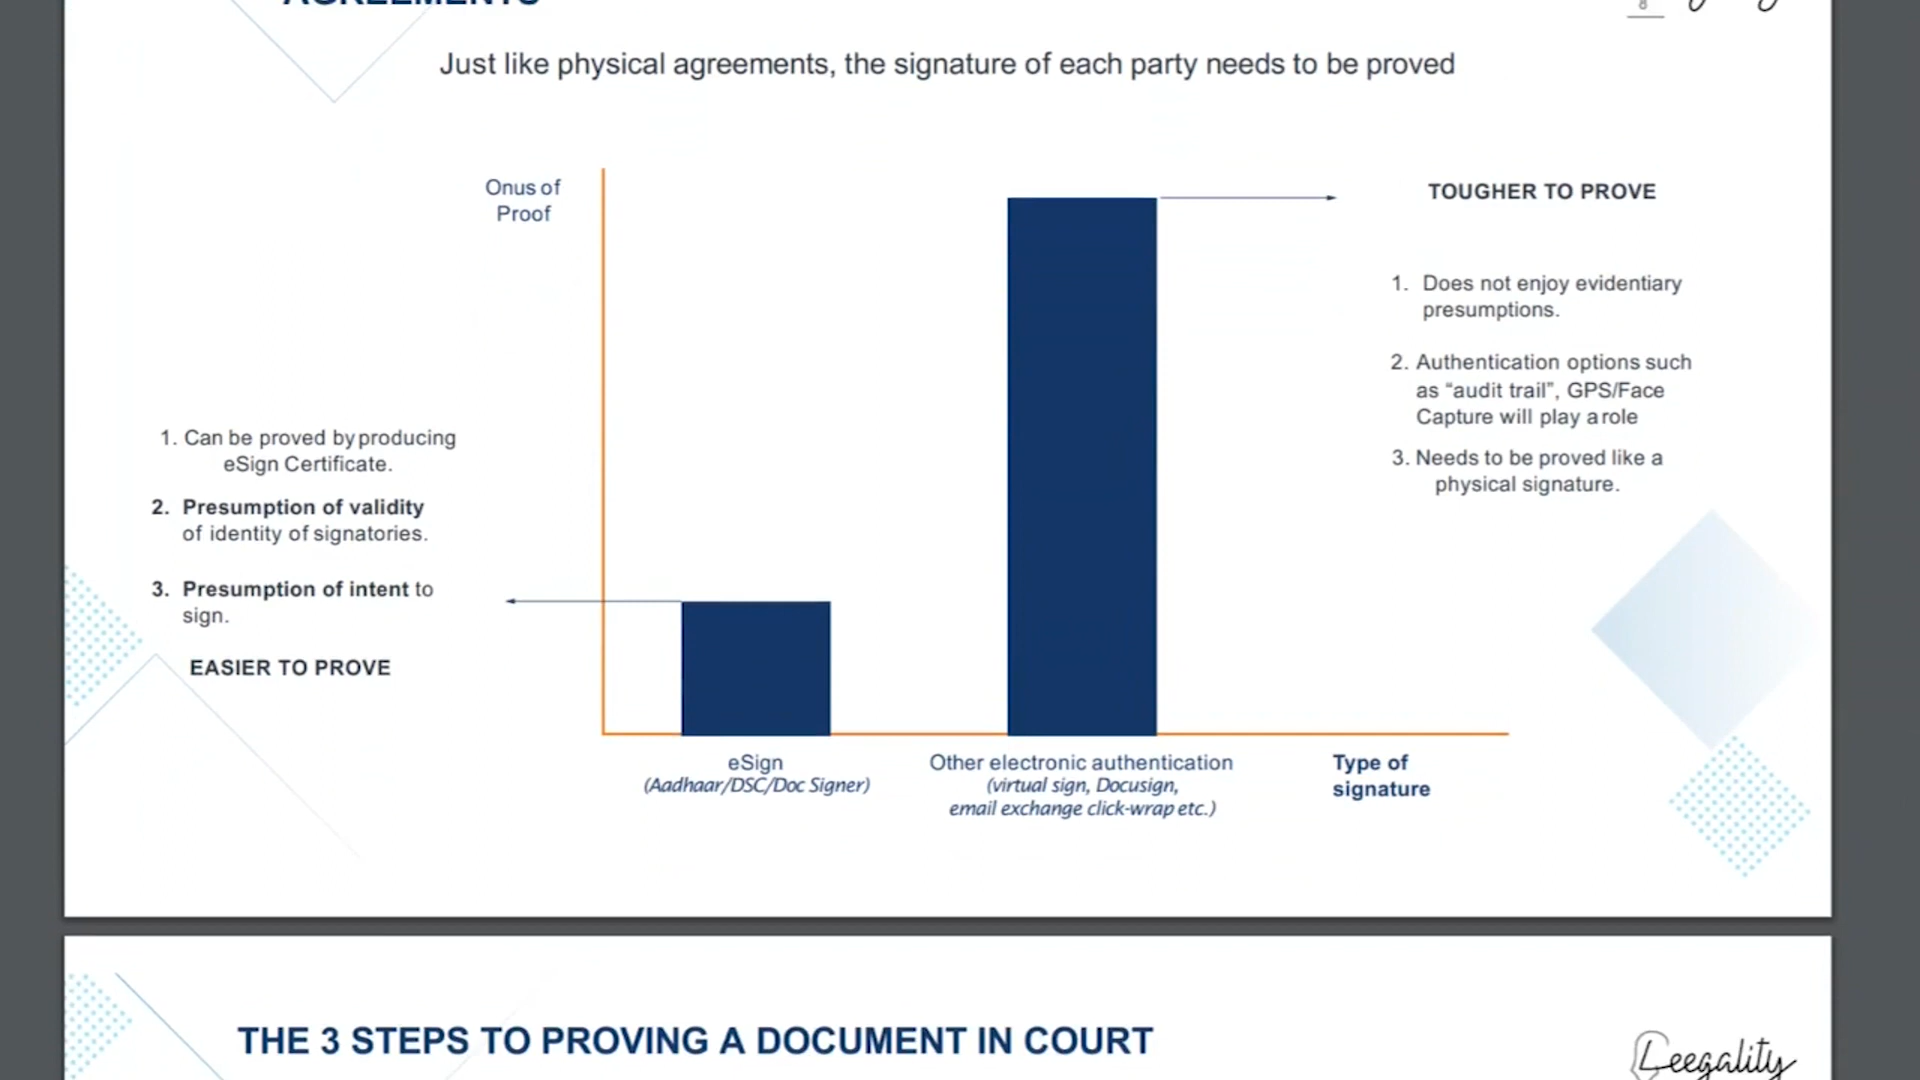 AGREEMENTS
8
Just like physical agreements, the signature of each party needs to be proved
Onus of
Proof
TOUGHER TO PROVE
1. Does not enjoy evidentiary
presumptions.
2. Authentication options such
as “audit trail”, GPS/Face
Capture will play a role
3. Needs to be proved like a
physical signature.
1. Can be proved by producing
eSign Certificate.
2. Presumption of validity
of identity of signatories.
3. Presumption of intent to
sign.
EASIER TO PROVE
eSign
(Aadhaar/DSC/Doc Signer)
Other electronic authentication
(virtual sign, Docusign,
email exchange click-wrap etc.)
Type of
signature
THE 3 STEPS TO PROVING A DOCUMENT IN COURT
Leegality